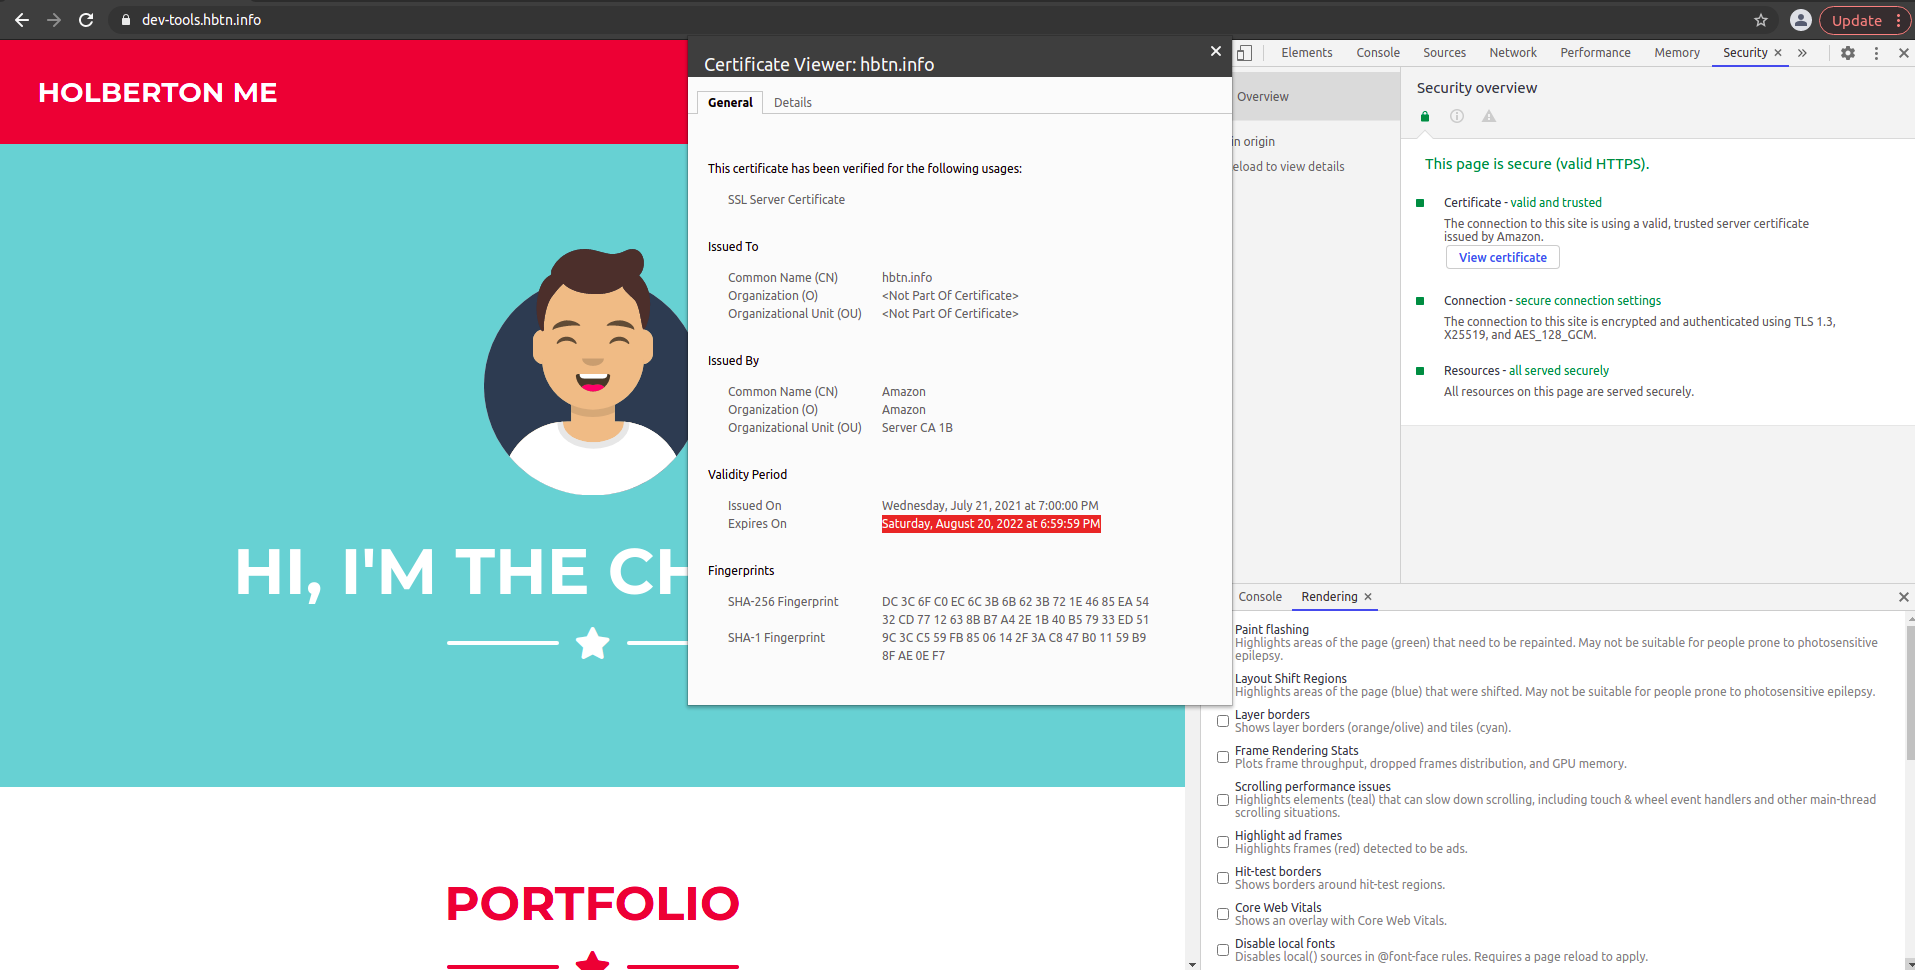 dev-tools.hbtn.info
Update
HOLBERTON ME
HI, I'M THE CH
PORTFOLIO
Certificate Viewer: hbtn.info
General Details
This certificate has been verified for the following usages:
SSL Server Certificate
Issued To
Common Name (CN) hbtn.info
Organization (O) <Not Part Of Certificate>
Organizational Unit (OU) <Not Part Of Certificate>
Issued By
Common Name (CN) Amazon
Organization (O) Amazon
Organizational Unit (OU) Server CA 1B
Validity Period
Issued On Wednesday, July 21, 2021 at 7:00:00 PM
Expires On Saturday, August 20, 2022 at 6:59:59 PM
Fingerprints
SHA-256 Fingerprint DC 3C 6F C0 EC 6C 3B 6B 62 3B 72 1E 46 85 EA 54
32 CD 77 12 63 8B B7 A4 2E 1B 40 B5 79 33 ED 51
SHA-1 Fingerprint 9C 3C C5 59 FB 85 06 14 2F 3A C8 47 B0 11 59 B9
8F AE 0E F7
Elements Console Sources Network Performance Memory Security
Overview
in origin
eload to view details
Security overview
This page is secure (valid HTTPS).
Certificate - valid and trusted
The connection to this site is using a valid, trusted server certificate
issued by Amazon.
View certificate
Connection - secure connection settings
The connection to this site is encrypted and authenticated using TLS 1.3,
X25519, and AES_128_GCM.
Resources - all served securely
All resources on this page are served securely.
Console Rendering
Paint flashing
Highlights areas of the page (green) that need to be repainted. May not be suitable for people prone to photosensitive
epilepsy.
Layout Shift Regions
Highlights areas of the page (blue) that were shifted. May not be suitable for people prone to photosensitive epilepsy.
Layer borders
Shows layer borders (orange/olive) and tiles (cyan).
Frame Rendering Stats
Plots frame throughput, dropped frames distribution, and GPU memory.
Scrolling performance issues
Highlights elements (teal) that can slow down scrolling, including touch & wheel event handlers and other main-thread
scrolling situations.
Highlight ad frames
Highlights frames (red) detected to be ads.
Hit-test borders
Shows borders around hit-test regions.
Core Web Vitals
Shows an overlay with Core Web Vitals.
Disable local fonts
Disables local() sources in @font-face rules. Requires a page reload to apply.